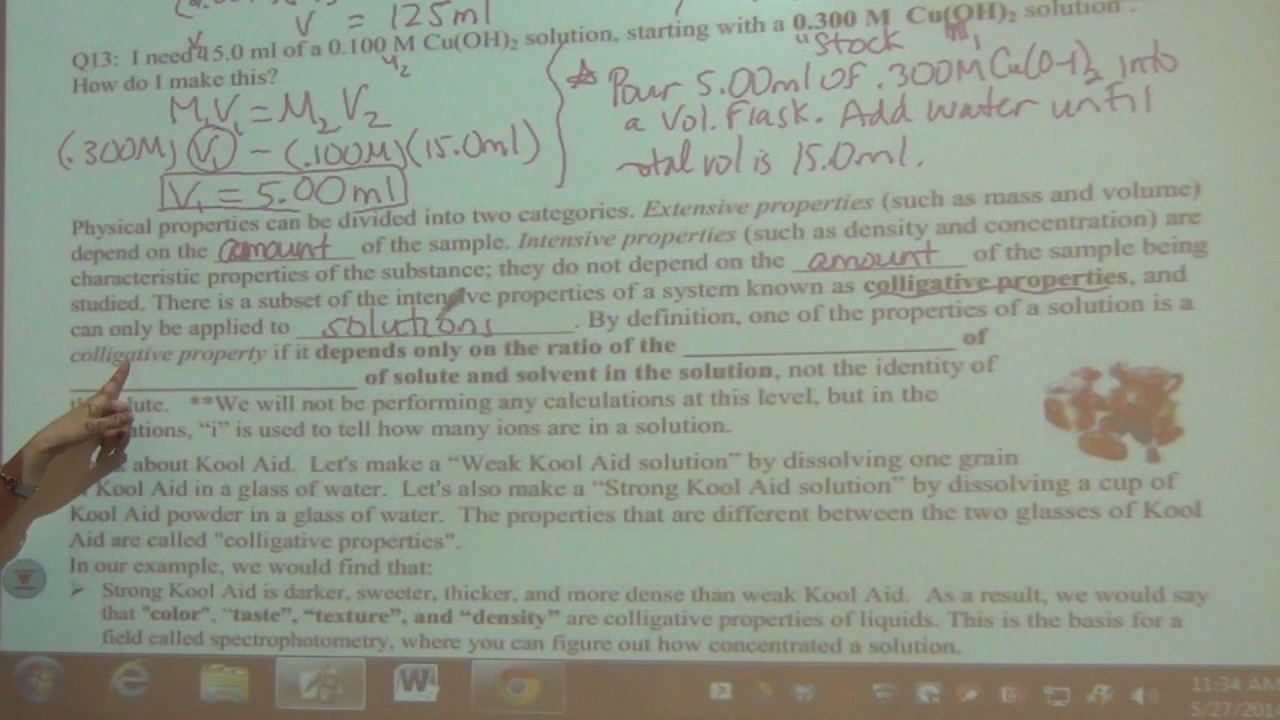 V = 125ml
Q13: I need 15.0 ml of a 0.100 M Cu(OH)₂ solution, starting with a 0.300 M Cu(OH)₂ solution.
How do I make this?
"Stock
M₁V₁ = M₂V₂
(.300M)(V₁) = (.100M)(15.0ml)
V₁ = 5.00ml
☆ Pour 5.00ml of .300M Cu(OH)₂ into
a Vol. Flask. Add water until
total vol is 15.0ml.
Physical properties can be divided into two categories. Extensive properties (such as mass and volume)
depend on the amount of the sample. Intensive properties (such as density and concentration) are
characteristic properties of the substance; they do not depend on the amount of the sample being
studied. There is a subset of the intensive properties of a system known as colligative properties, and
can only be applied to solutions. By definition, one of the properties of a solution is a
colligative property if it depends only on the ratio of the ____________ of
____________ of solute and solvent in the solution, not the identity of
lute. **We will not be performing any calculations at this level, but in the
tions, “i” is used to tell how many ions are in a solution.
about Kool Aid. Let's make a “Weak Kool Aid solution” by dissolving one grain
Kool Aid in a glass of water. Let's also make a “Strong Kool Aid solution” by dissolving a cup of
Kool Aid powder in a glass of water. The properties that are different between the two glasses of Kool
Aid are called "colligative properties".
In our example, we would find that:
➢ Strong Kool Aid is darker, sweeter, thicker, and more dense than weak Kool Aid. As a result, we would say
that "color", “taste”, “texture”, and “density” are colligative properties of liquids. This is the basis for a
field called spectrophotometry, where you can figure out how concentrated a solution.
11:34 AM